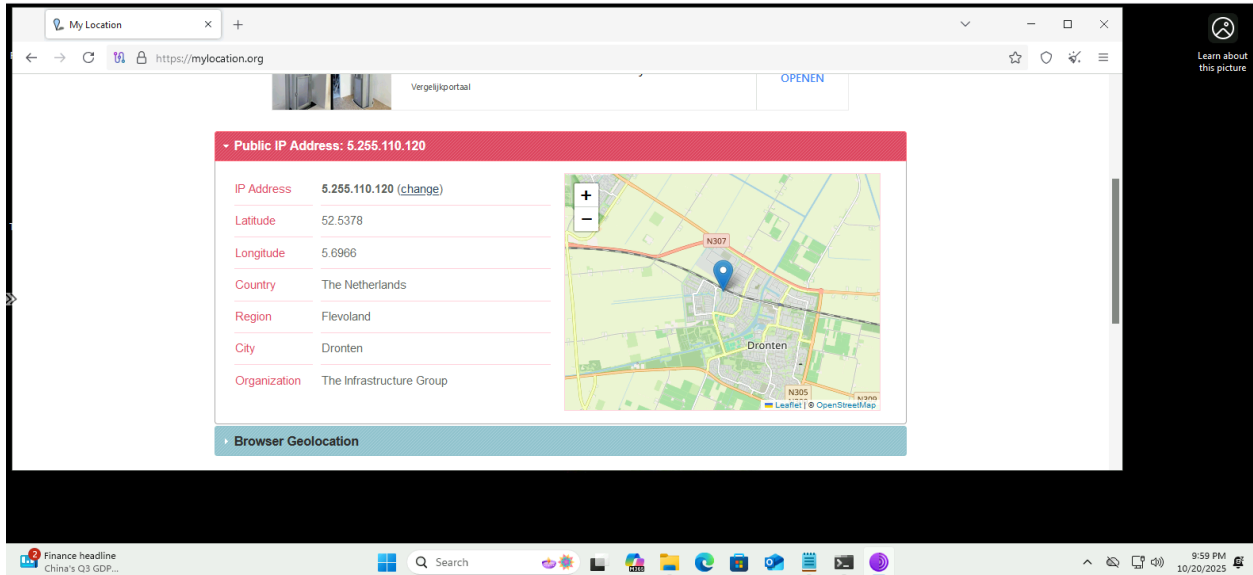 My Location
https://mylocation.org
Learn about
this picture
Vergelijkportaal
OPENEN
Public IP Address: 5.255.110.120
IP Address 5.255.110.120 (change)
Latitude 52.5378
Longitude 5.6966
Country The Netherlands
Region Flevoland
City Dronten
Organization The Infrastructure Group
+
−
N307
Dronten
N305
N309
Leaflet | © OpenStreetMap
Browser Geolocation
2
Finance headline
China's Q3 GDP...
Search
M365
9:59 PM
10/20/2025